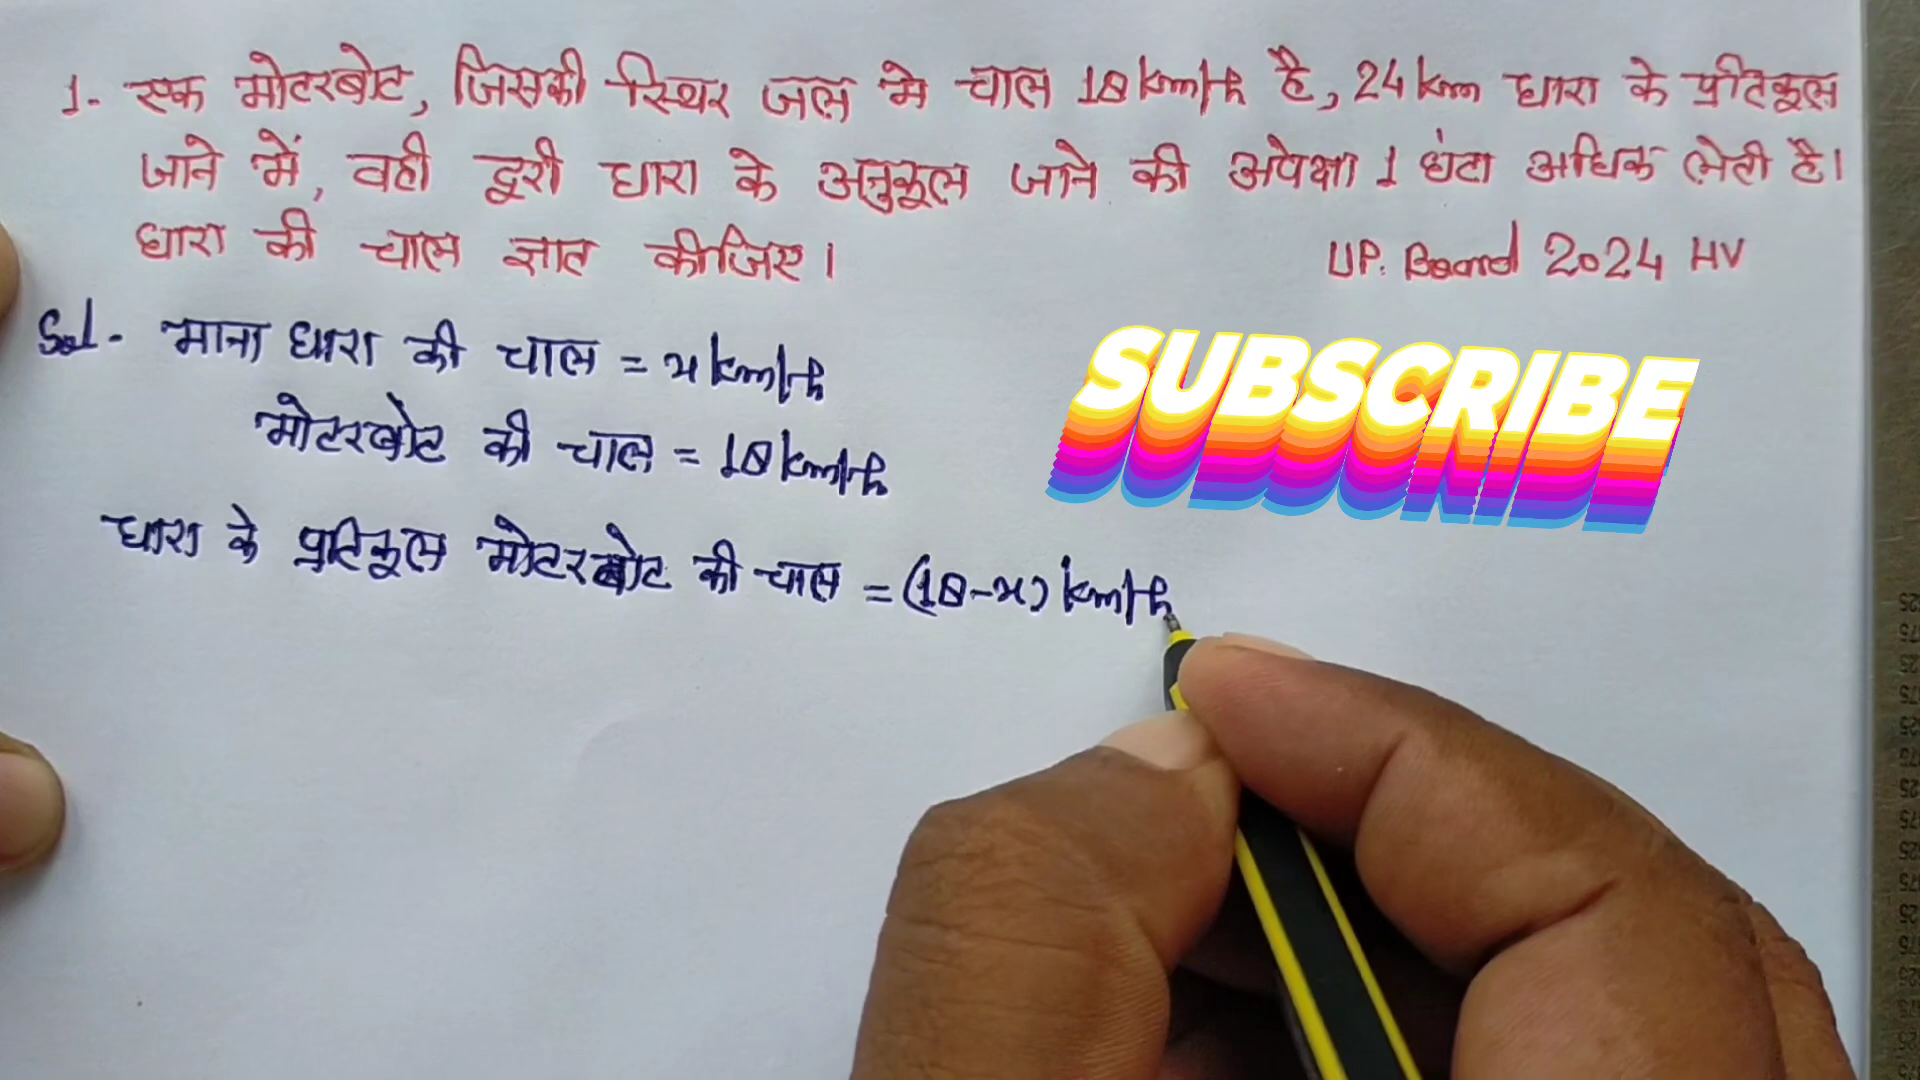 1. एक मोटरबोट, जिसकी स्थिर जल मे चाल 18 km/h है, 24 km धारा के प्रतिकूल
जाने में, वही दूरी धारा के अनुकूल जाने की अपेक्षा 1 घंटा अधिक लेती है।
धारा की चाल ज्ञात कीजिए।
UP. Board 2024 HV
Sol. माना धारा की चाल = x km/h
SUBSCRIBE
मोटरबोट की चाल = 18 km/h
धारा के प्रतिकूल मोटरबोट की चाल = (18-x) km/h